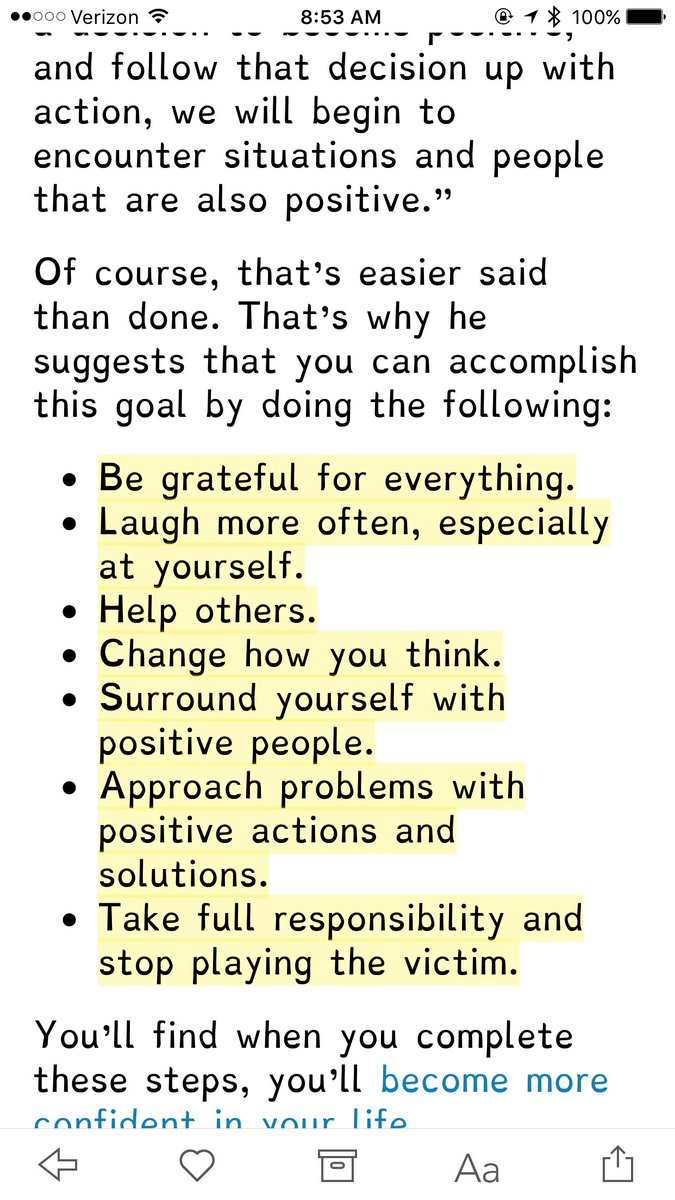 Verizon 8:53 AM 100%
and follow that decision up with
action, we will begin to
encounter situations and people
that are also positive.”
Of course, that’s easier said
than done. That’s why he
suggests that you can accomplish
this goal by doing the following:
• Be grateful for everything.
• Laugh more often, especially
at yourself.
• Help others.
• Change how you think.
• Surround yourself with
positive people.
• Approach problems with
positive actions and
solutions.
• Take full responsibility and
stop playing the victim.
You’ll find when you complete
these steps, you’ll become more
confident in your life
Aa